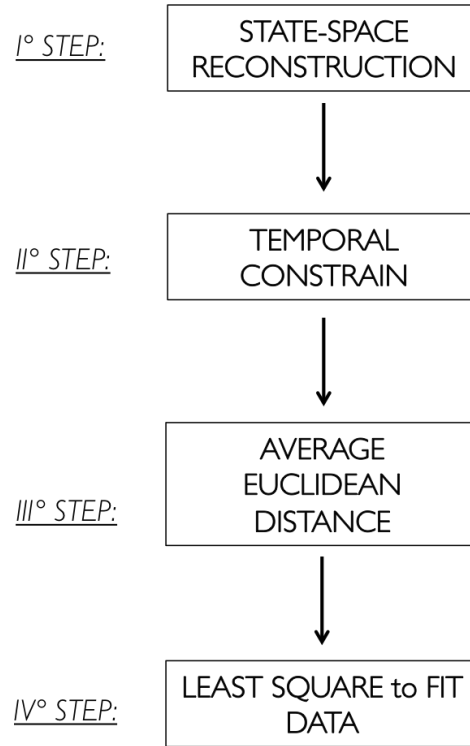 I° STEP:
STATE-SPACE
RECONSTRUCTION
II° STEP:
TEMPORAL
CONSTRAIN
III° STEP:
AVERAGE
EUCLIDEAN
DISTANCE
IV° STEP:
LEAST SQUARE to FIT
DATA